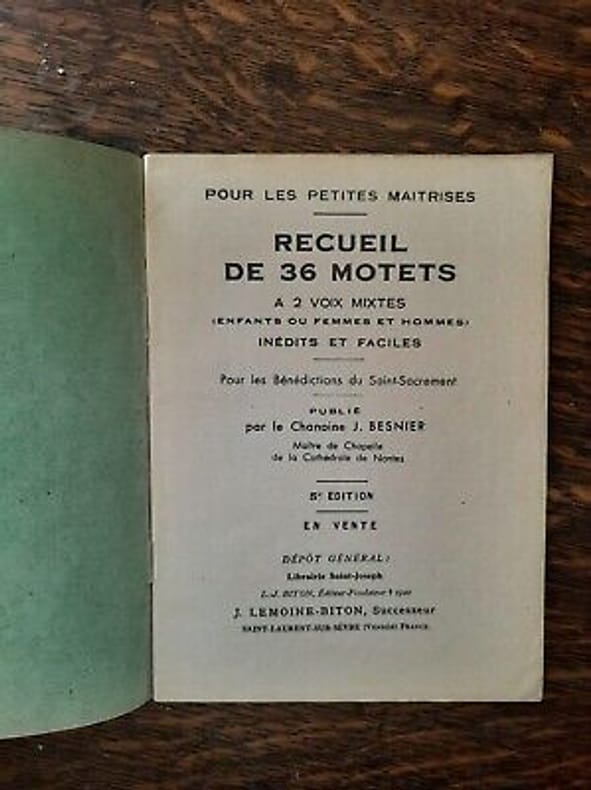 POUR LES PETITES MAITRISES
RECUEIL
DE 36 MOTETS
A 2 VOIX MIXTES
(ENFANTS OU FEMMES ET HOMMES)
INÉDITS ET FACILES
Pour les Bénédictions du Saint-Sacrement
PUBLIÉ
par le Chanoine J. BESNIER
Maître de Chapelle
de la Cathédrale de Nantes
5e EDITION
EN VENTE
DÉPÔT GÉNÉRAL:
Librairie Saint-Joseph
L.-J. BITON, Éditeur-Fondateur †
J. LEMOINE-BITON, Successeur
SAINT-LAURENT-SUR-SÈVRE (Vendée) France